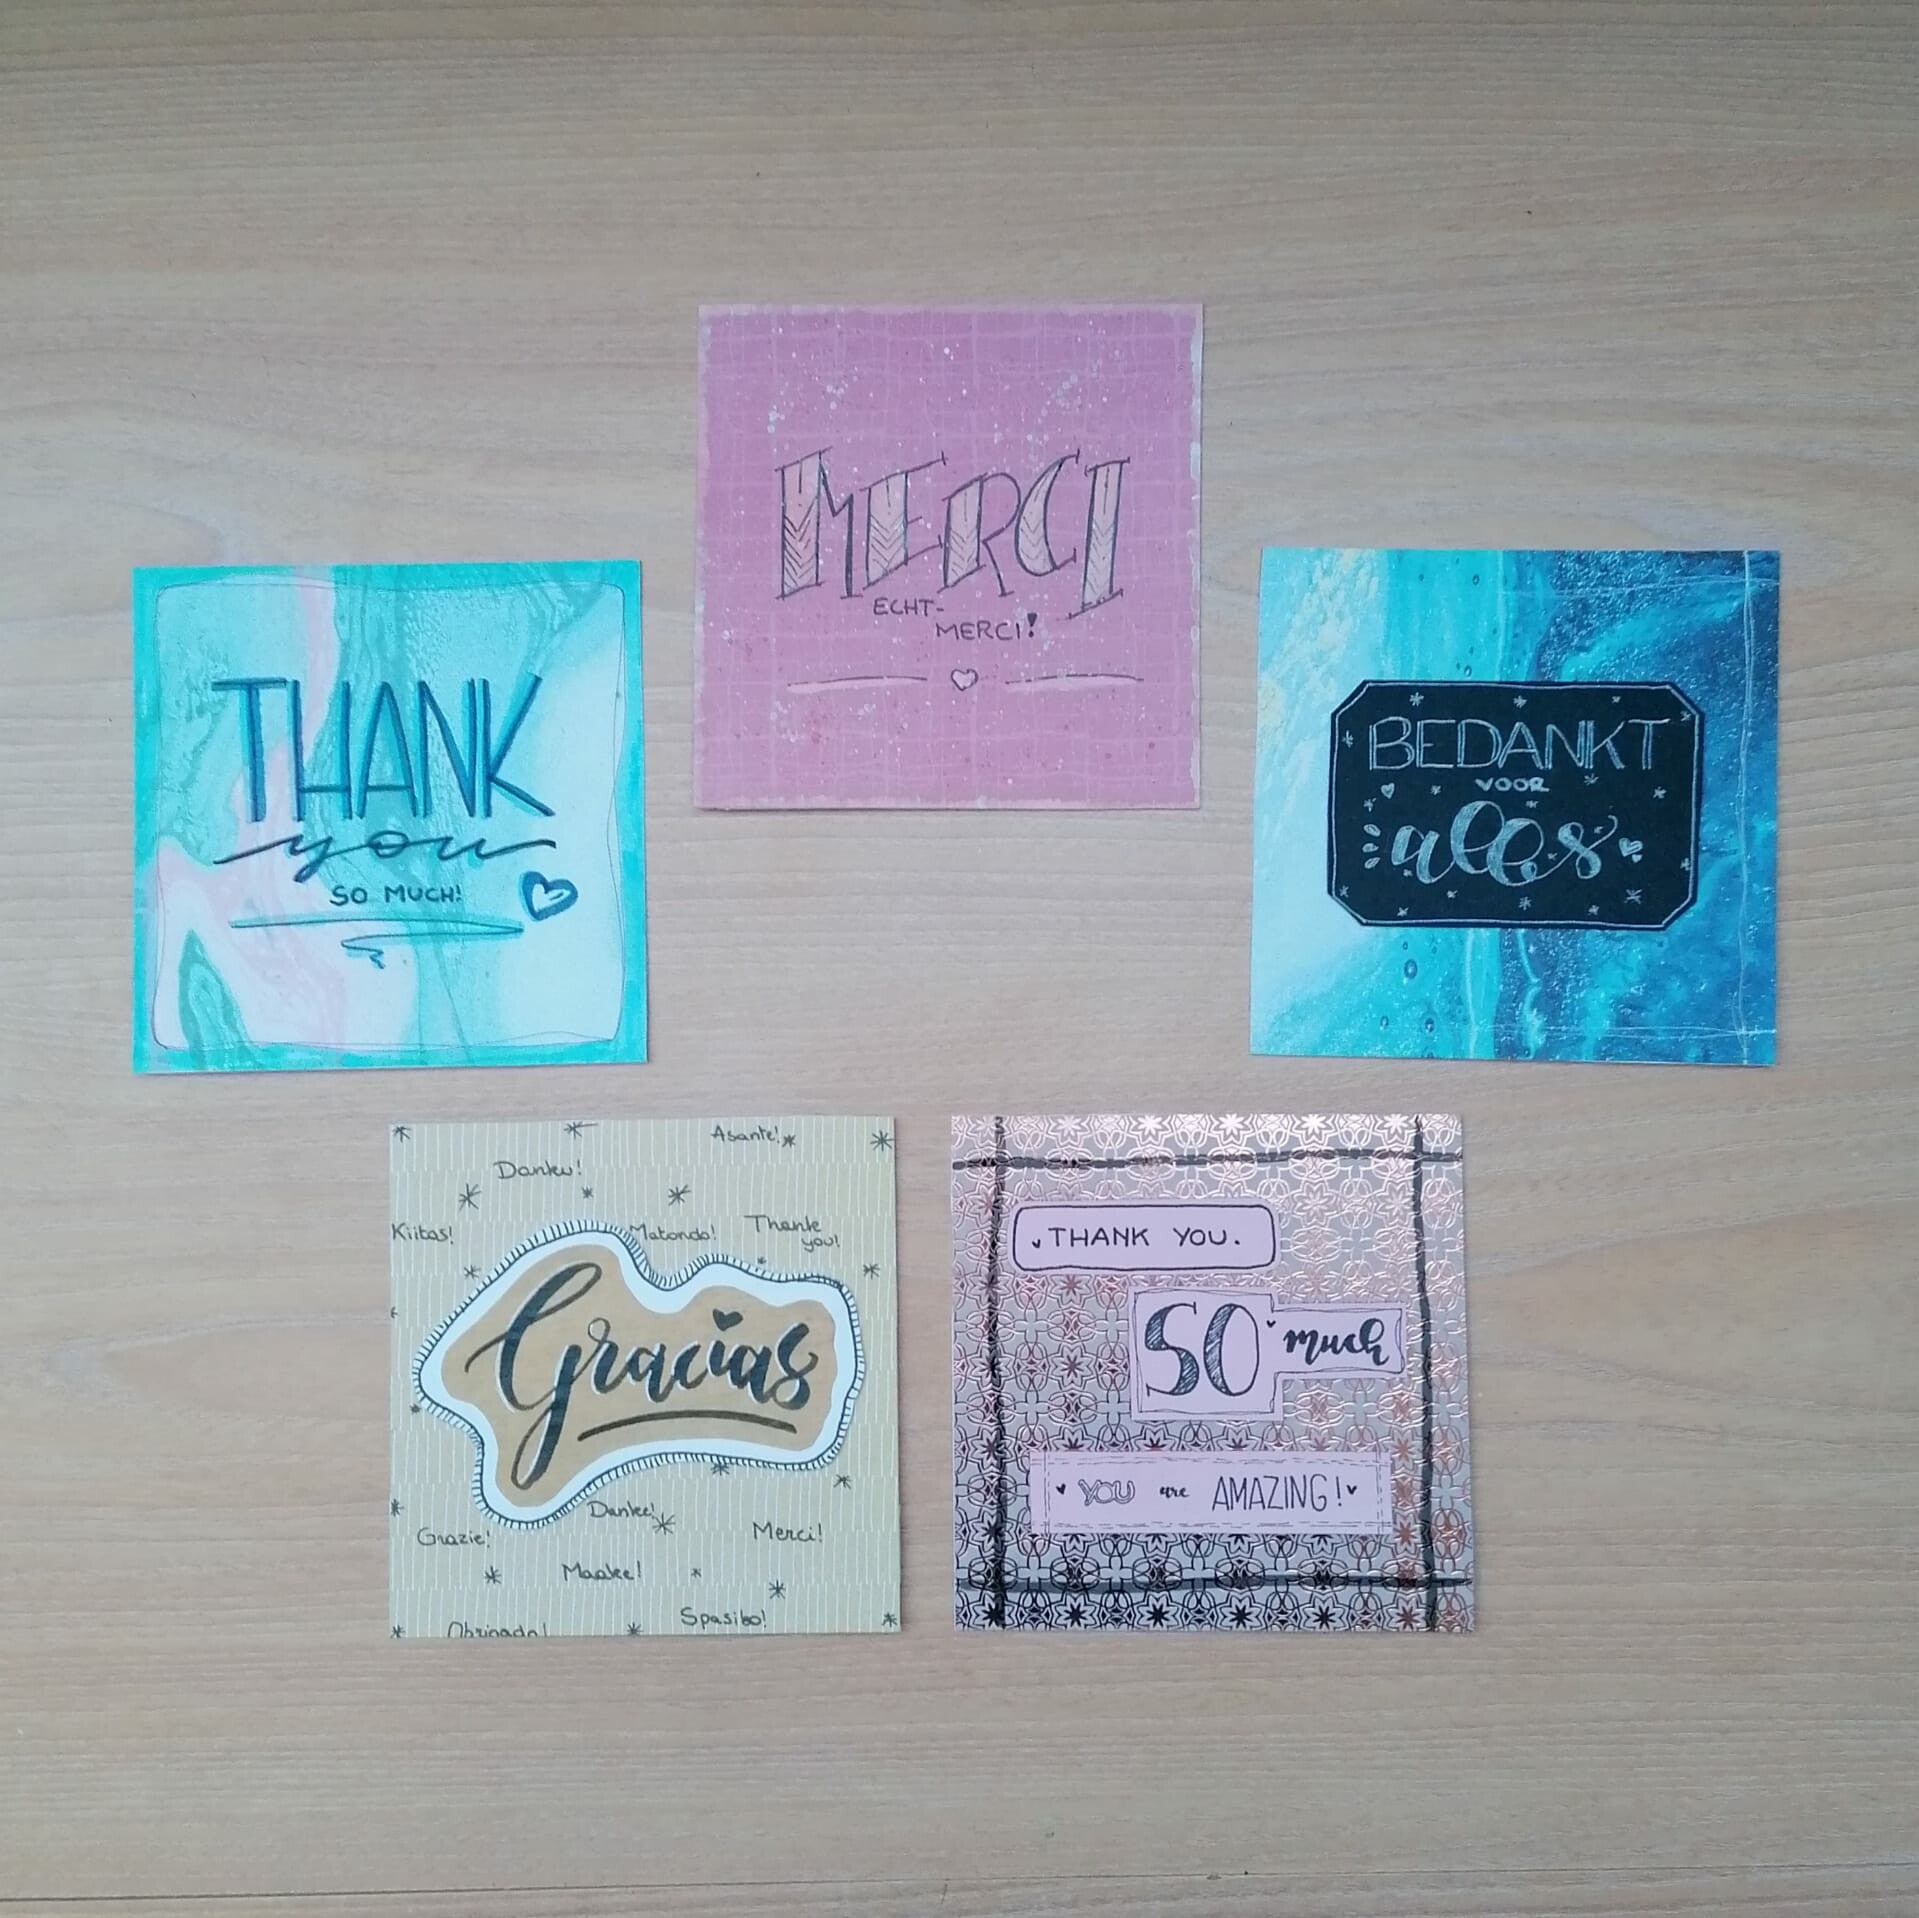 MERCI
ECHT-
MERCI!
THANK
you
SO MUCH!
BEDANKT
VOOR
alles
Asante!
Danku!
Kiitos!
Matondo!
Thank
you!
Gracias
Danke!
Grazie!
Merci!
Maake!
Spasibo!
Obrigado!
THANK YOU.
SO much
YOU are AMAZING!